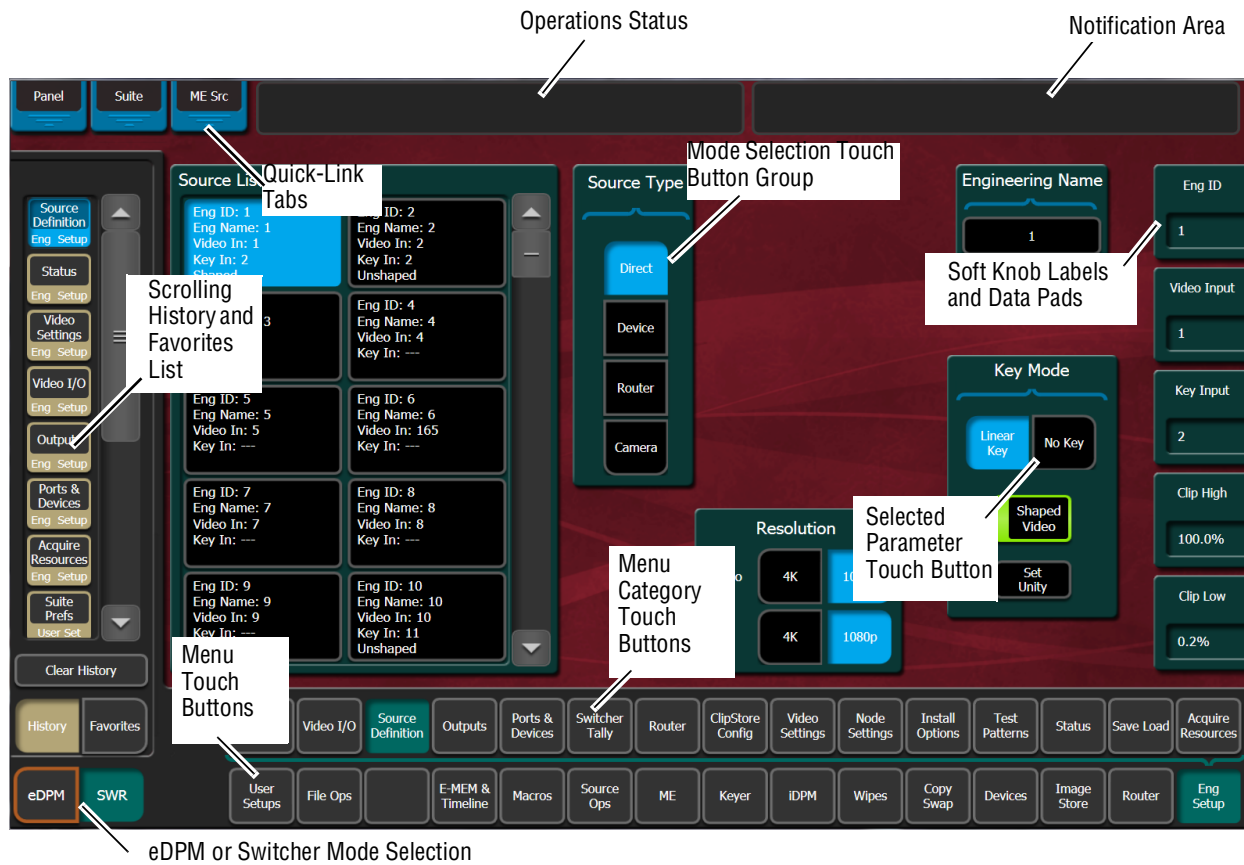 Operations Status
Notification Area
Panel
Suite
ME Src
Quick-Link
Tabs
Mode Selection Touch
Button Group
Source
Definition
Eng Setup
Status
Eng Setup
Video
Settings
Eng Setup
Video I/O
Eng Setup
Output
Eng Setup
Ports &
Devices
Eng Setup
Acquire
Resources
Eng Setup
Suite
Prefs
User Set
Scrolling
History and
Favorites
List
Clear History
History
Favorites
eDPM
SWR
Source Lis
Eng ID: 1
Eng Name: 1
Video In: 1
Key In: 2
Shaped
Eng ID: 2
Eng Name: 2
Video In: 2
Key In: 2
Unshaped
3
Eng ID: 4
Eng Name: 4
Video In: 4
Key In: ---
Eng ID: 5
Eng Name: 5
Video In: 5
Key In: ---
Eng ID: 6
Eng Name: 6
Video In: 165
Key In: ---
Eng ID: 7
Eng Name: 7
Video In: 7
Key In: ---
Eng ID: 8
Eng Name: 8
Video In: 8
Key In: ---
Eng ID: 9
Eng Name: 9
Video In: 9
Key In: ---
Eng ID: 10
Eng Name: 10
Video In: 10
Key In: 11
Unshaped
Source Type
Direct
Device
Router
Camera
Engineering Name
1
Soft Knob Labels
and Data Pads
Eng ID
1
Video Input
1
Key Input
2
Clip High
100.0%
Clip Low
0.2%
Key Mode
Linear
Key
No Key
Shaped
Video
Set
Unity
Selected
Parameter
Touch Button
Resolution
4K
4K
1080p
Menu
Category
Touch
Buttons
Menu
Touch
Buttons
Video I/O
Source
Definition
Outputs
Ports &
Devices
Switcher
Tally
Router
ClipStore
Config
Video
Settings
Node
Settings
Install
Options
Test
Patterns
Status
Save Load
Acquire
Resources
User
Setups
File Ops
E-MEM &
Timeline
Macros
Source
Ops
ME
Keyer
iDPM
Wipes
Copy
Swap
Devices
Image
Store
Router
Eng
Setup
eDPM or Switcher Mode Selection